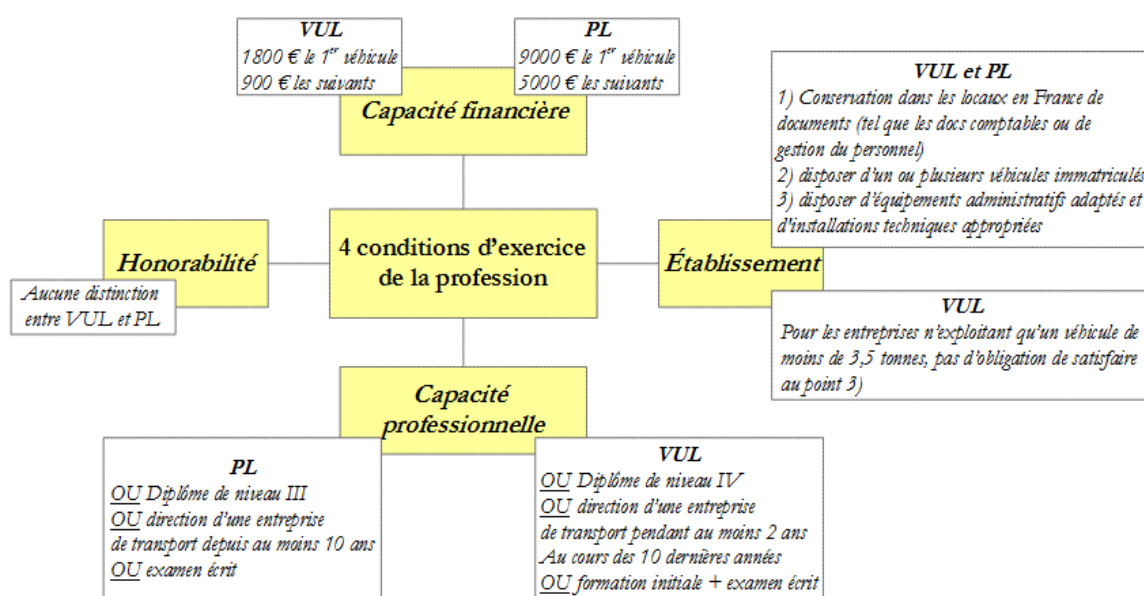 VUL
1800 € le 1er véhicule
900 € les suivants
PL
9000 € le 1er véhicule
5000 € les suivants
Capacité financière
VUL et PL
1) Conservation dans les locaux en France de
documents (tel que les docs comptables ou de
gestion du personnel)
2) disposer d'un ou plusieurs véhicules immatriculés
3) disposer d'équipements administratifs adaptés et
d'installations techniques appropriées
Honorabilité
Aucune distinction
entre VUL et PL
4 conditions d'exercice
de la profession
Établissement
VUL
Pour les entreprises n'exploitant qu'un véhicule de
moins de 3,5 tonnes, pas d'obligation de satisfaire
au point 3)
Capacité
professionnelle
PL
OU Diplôme de niveau III
OU direction d'une entreprise
de transport depuis au moins 10 ans
OU examen écrit
VUL
OU Diplôme de niveau IV
OU direction d'une entreprise
de transport pendant au moins 2 ans
Au cours des 10 dernières années
OU formation initiale + examen écrit